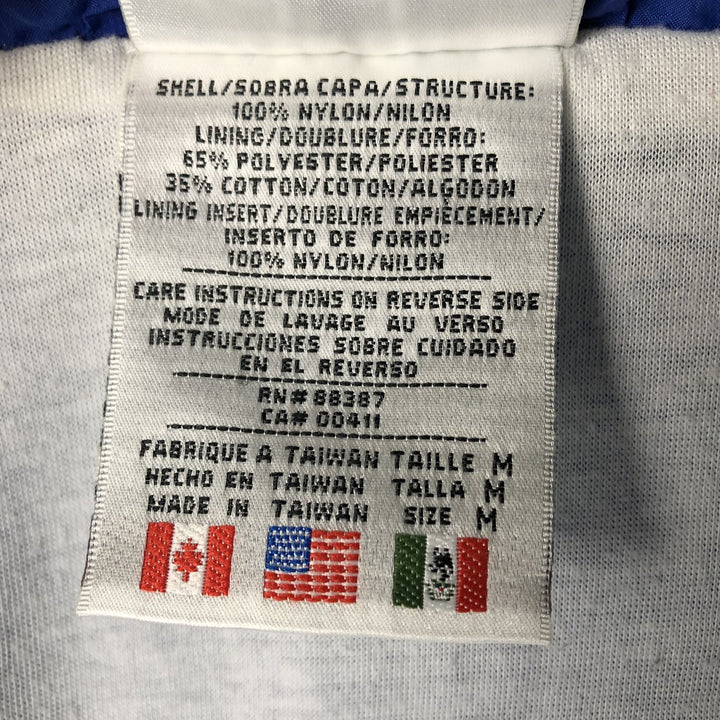 SHELL/SOBRA CAPA/STRUCTURE:
100% NYLON/NILON
LINING/DOUBLURE/FORRO:
65% POLYESTER/POLIESTER
35% COTTON/COTON/ALGODON
LINING INSERT/DOUBLURE EMPIÈCEMENT/
INSERTO DE FORRO:
100% NYLON/NILON
CARE INSTRUCTIONS ON REVERSE SIDE
MODE DE LAVAGE AU VERSO
INSTRUCCIONES SOBRE CUIDADO
EN EL REVERSO
RN# 88387
CA# 00411
FABRIQUE A TAIWAN TAILLE M
HECHO EN TAIWAN TALLA M
MADE IN TAIWAN SIZE M